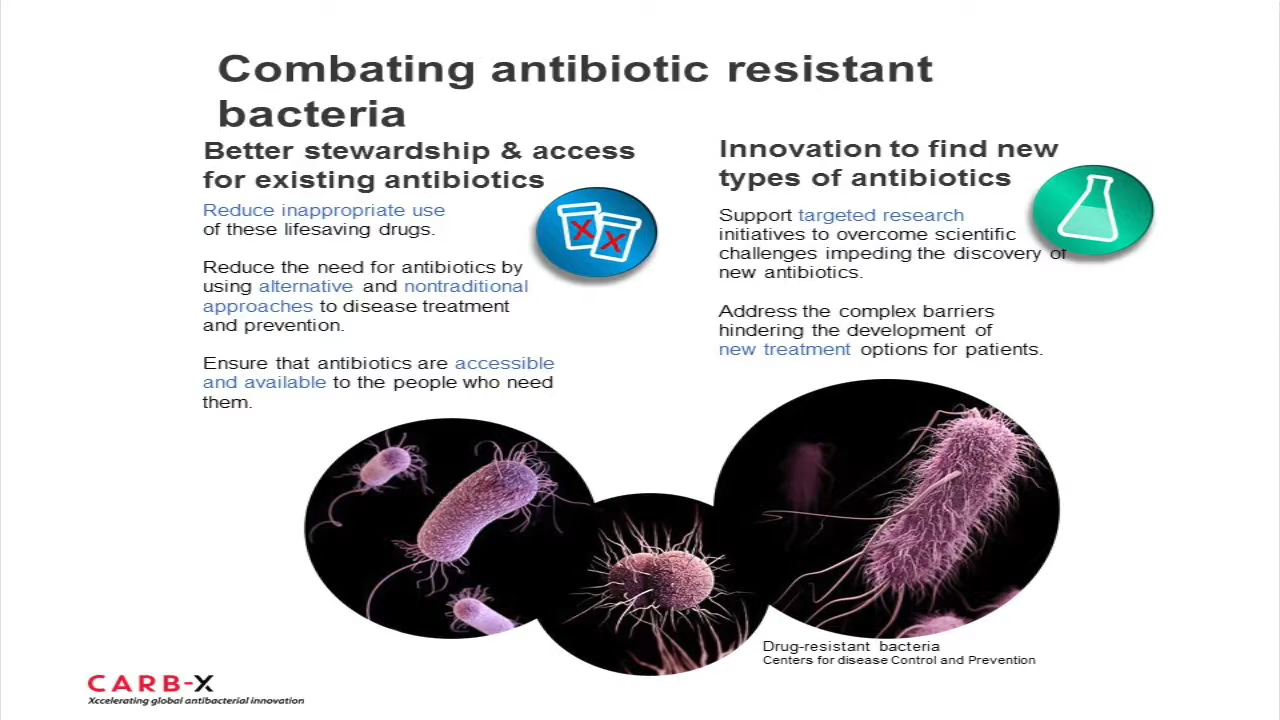 Combating antibiotic resistant
bacteria
Better stewardship & access
for existing antibiotics
Reduce inappropriate use
of these lifesaving drugs.
Reduce the need for antibiotics by
using alternative and nontraditional
approaches to disease treatment
and prevention.
Ensure that antibiotics are accessible
and available to the people who need
them.
Innovation to find new
types of antibiotics
Support targeted research
initiatives to overcome scientific
challenges impeding the discovery of
new antibiotics.
Address the complex barriers
hindering the development of
new treatment options for patients.
Drug-resistant bacteria
Centers for disease Control and Prevention
CARB-X
Xccelerating global antibacterial innovation